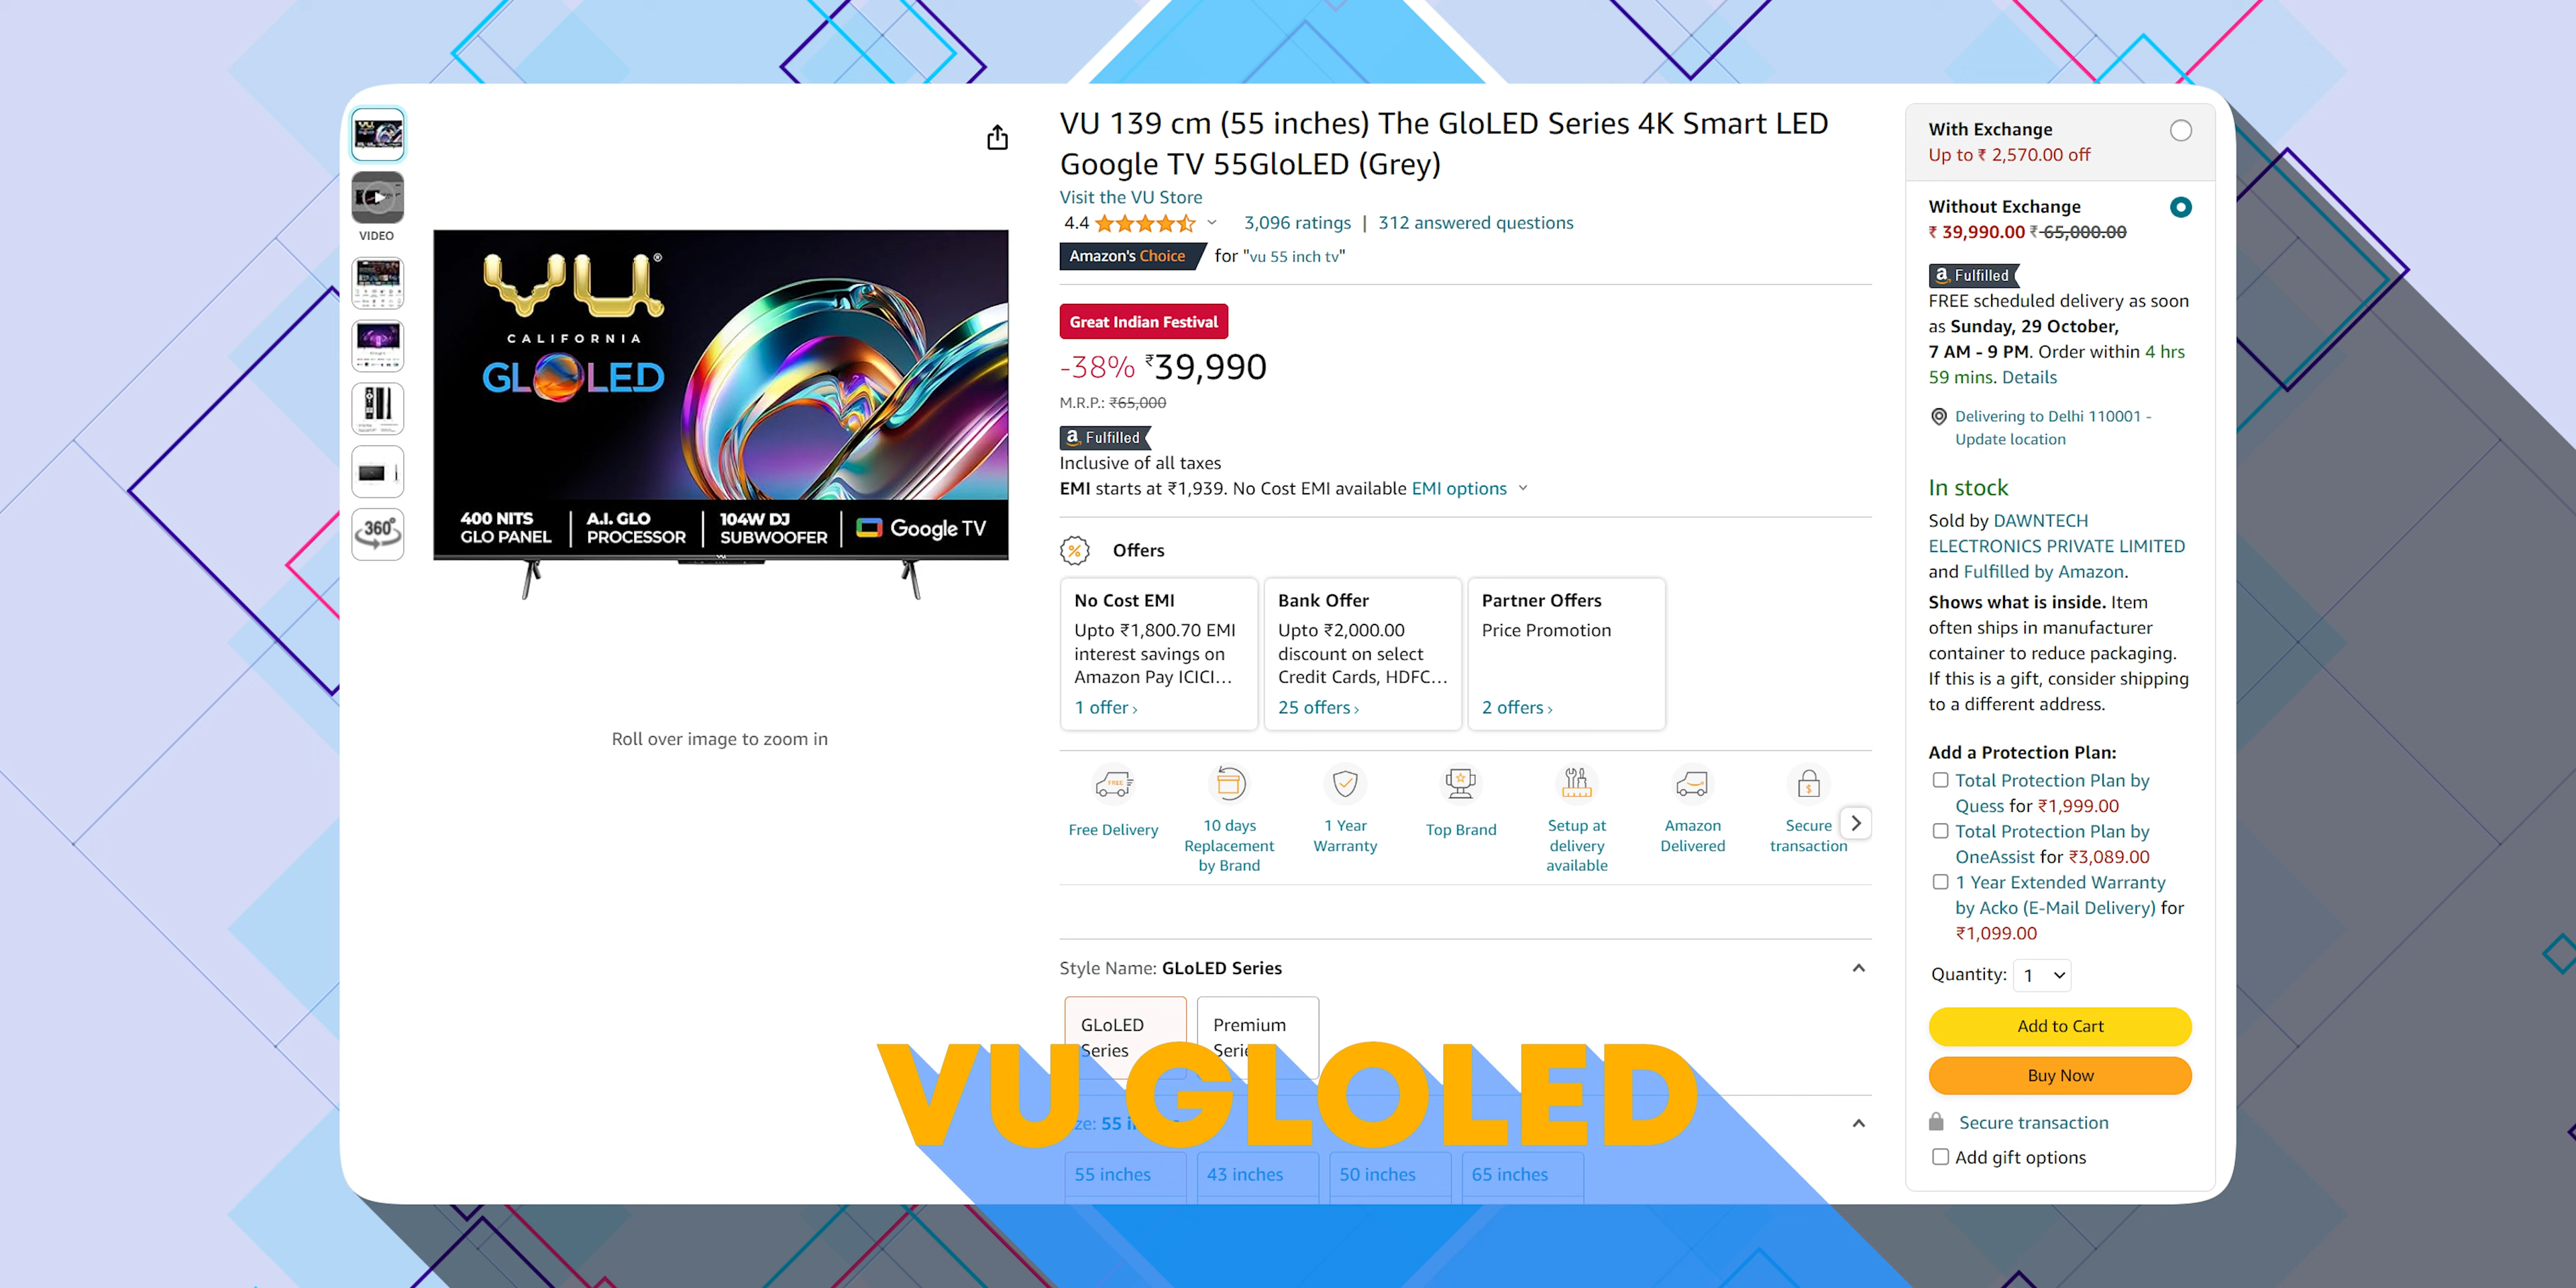 VIDEO
360°
VU®
CALIFORNIA
GLOLED
400 NITS
GLO PANEL
A.I. GLO
PROCESSOR
104W DJ
SUBWOOFER
Google TV
Roll over image to zoom in
VU 139 cm (55 inches) The GloLED Series 4K Smart LED
Google TV 55GloLED (Grey)
Visit the VU Store
4.4
3,096 ratings | 312 answered questions
Amazon's Choice for "vu 55 inch tv"
Great Indian Festival
-38% ₹39,990
M.R.P.: ₹65,000
a Fulfilled
Inclusive of all taxes
EMI starts at ₹1,939. No Cost EMI available EMI options
Offers
No Cost EMI
Upto ₹1,800.70 EMI
interest savings on
Amazon Pay ICICI...
1 offer ›
Bank Offer
Upto ₹2,000.00
discount on select
Credit Cards, HDFC...
25 offers ›
Partner Offers
Price Promotion
2 offers ›
Free Delivery
10 days
Replacement
by Brand
1 Year
Warranty
Top Brand
Setup at
delivery
available
Amazon
Delivered
Secure
transaction
Style Name: GLoLED Series
GLoLED
Series
Premium
VU GLOLED
55 inches
43 inches
50 inches
65 inches
With Exchange
Up to ₹ 2,570.00 off
Without Exchange
₹ 39,990.00 ₹ 65,000.00
a Fulfilled
FREE scheduled delivery as soon
as Sunday, 29 October,
7 AM - 9 PM. Order within 4 hrs
59 mins. Details
Delivering to Delhi 110001 -
Update location
In stock
Sold by DAWNTECH
ELECTRONICS PRIVATE LIMITED
and Fulfilled by Amazon.
Shows what is inside. Item
often ships in manufacturer
container to reduce packaging.
If this is a gift, consider shipping
to a different address.
Add a Protection Plan:
Total Protection Plan by
Quess for ₹1,999.00
Total Protection Plan by
OneAssist for ₹3,089.00
1 Year Extended Warranty
by Acko (E-Mail Delivery) for
₹1,099.00
Quantity: 1
Add to Cart
Buy Now
Secure transaction
Add gift options